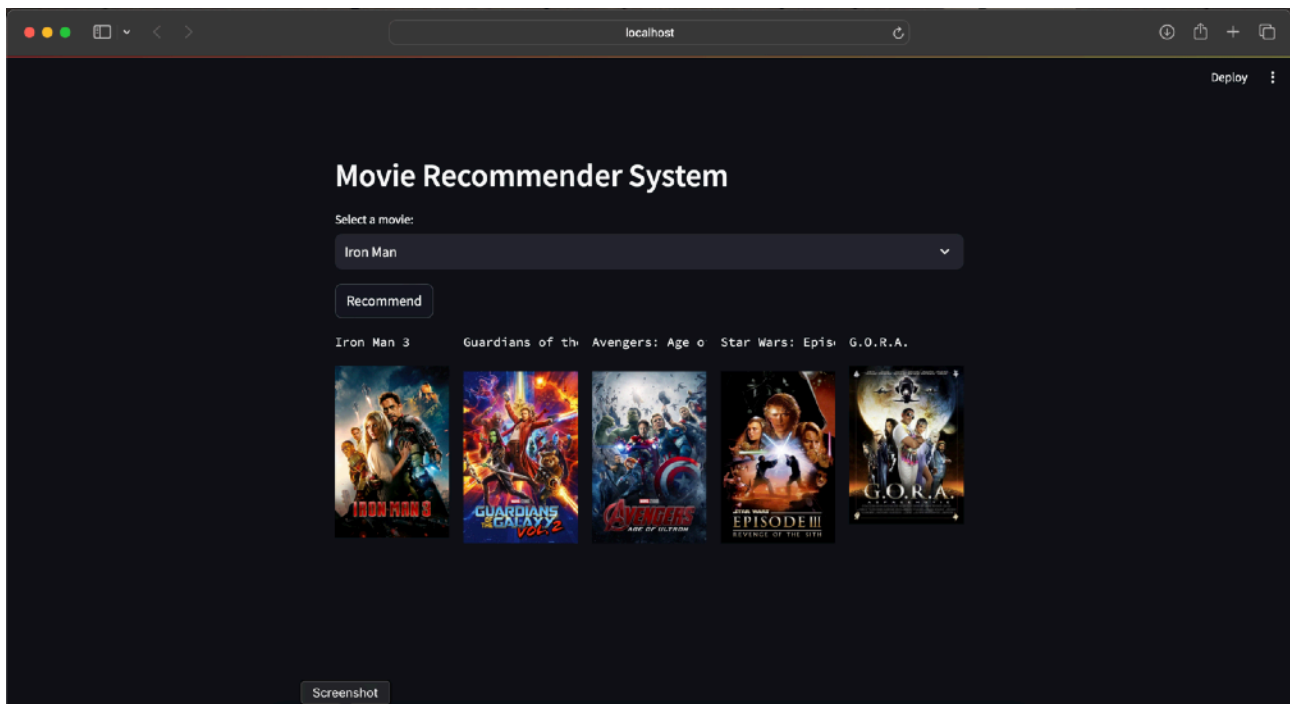 localhost
Deploy
Movie Recommender System
Select a movie:
Iron Man
Recommend
Iron Man 3
Guardians of th
Avengers: Age o
Star Wars: Epis
G.O.R.A.
IRON MAN 3
GUARDIANS
OF THE
GALAXY
VOL. 2
AVENGERS
AGE OF ULTRON
STAR WARS
EPISODE III
REVENGE OF THE SITH
G.O.R.A.
Screenshot